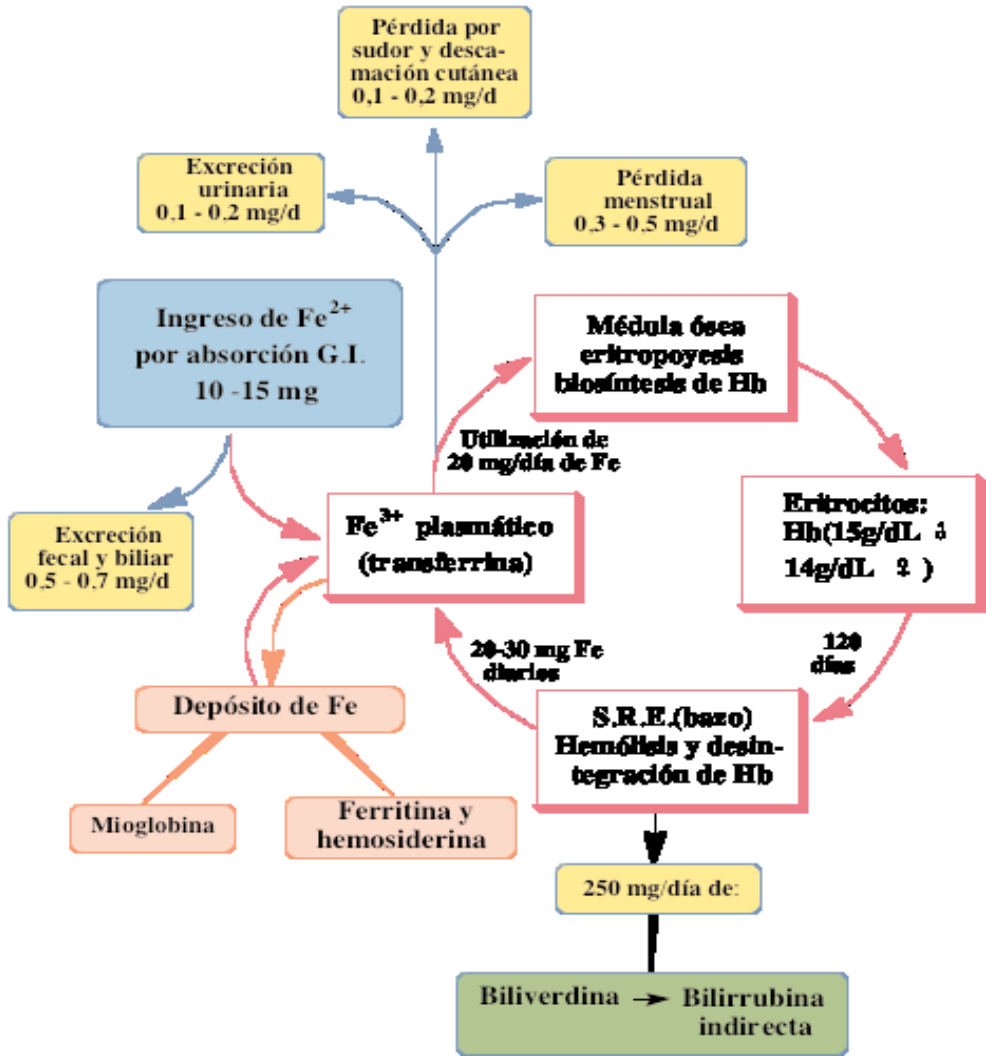 Pérdida por
sudor y desca-
mación cutánea
0,1 - 0,2 mg/d
Excreción
urinaria
0,1 - 0,2 mg/d
Pérdida
menstrual
0,3 - 0,5 mg/d
Ingreso de Fe2+
por absorción G.I.
10 -15 mg
Médula ósea
eritropoyesis
biosíntesis de Hb
Utilización de
20 mg/día de Fe
Excreción
fecal y biliar
0,5 - 0,7 mg/d
Fe3+ plasmático
(transferrina)
Eritrocitos:
Hb(15g/dL ♂
14g/dL ♀ )
20-30 mg Fe
diarios
120
días
Depósito de Fe
S.R.E.(bazo)
Hemólisis y desin-
tegración de Hb
Mioglobina
Ferritina y
hemosiderina
250 mg/día de:
Biliverdina → Bilirrubina
indirecta